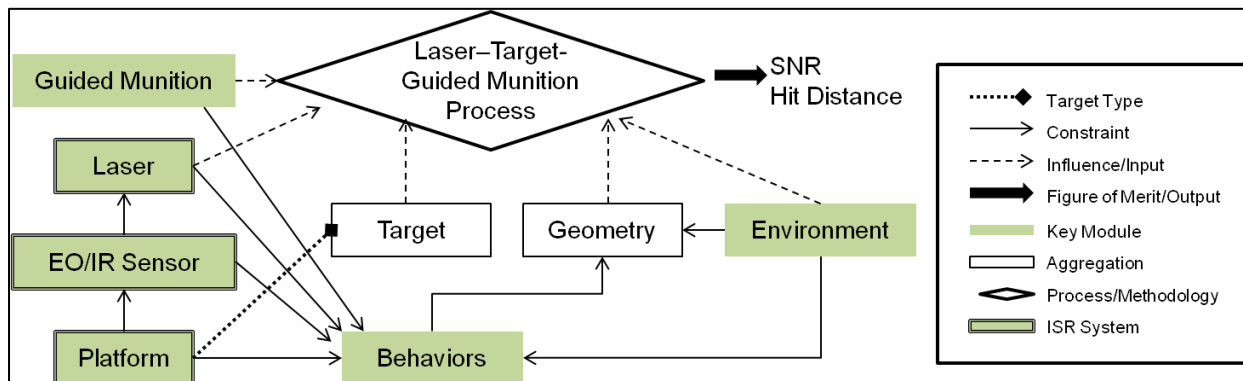 Laser–Target-
Guided Munition
Process
SNR
Hit Distance
Guided Munition
Laser
EO/IR Sensor
Platform
Target
Geometry
Environment
Behaviors
Target Type
Constraint
Influence/Input
Figure of Merit/Output
Key Module
Aggregation
Process/Methodology
ISR System